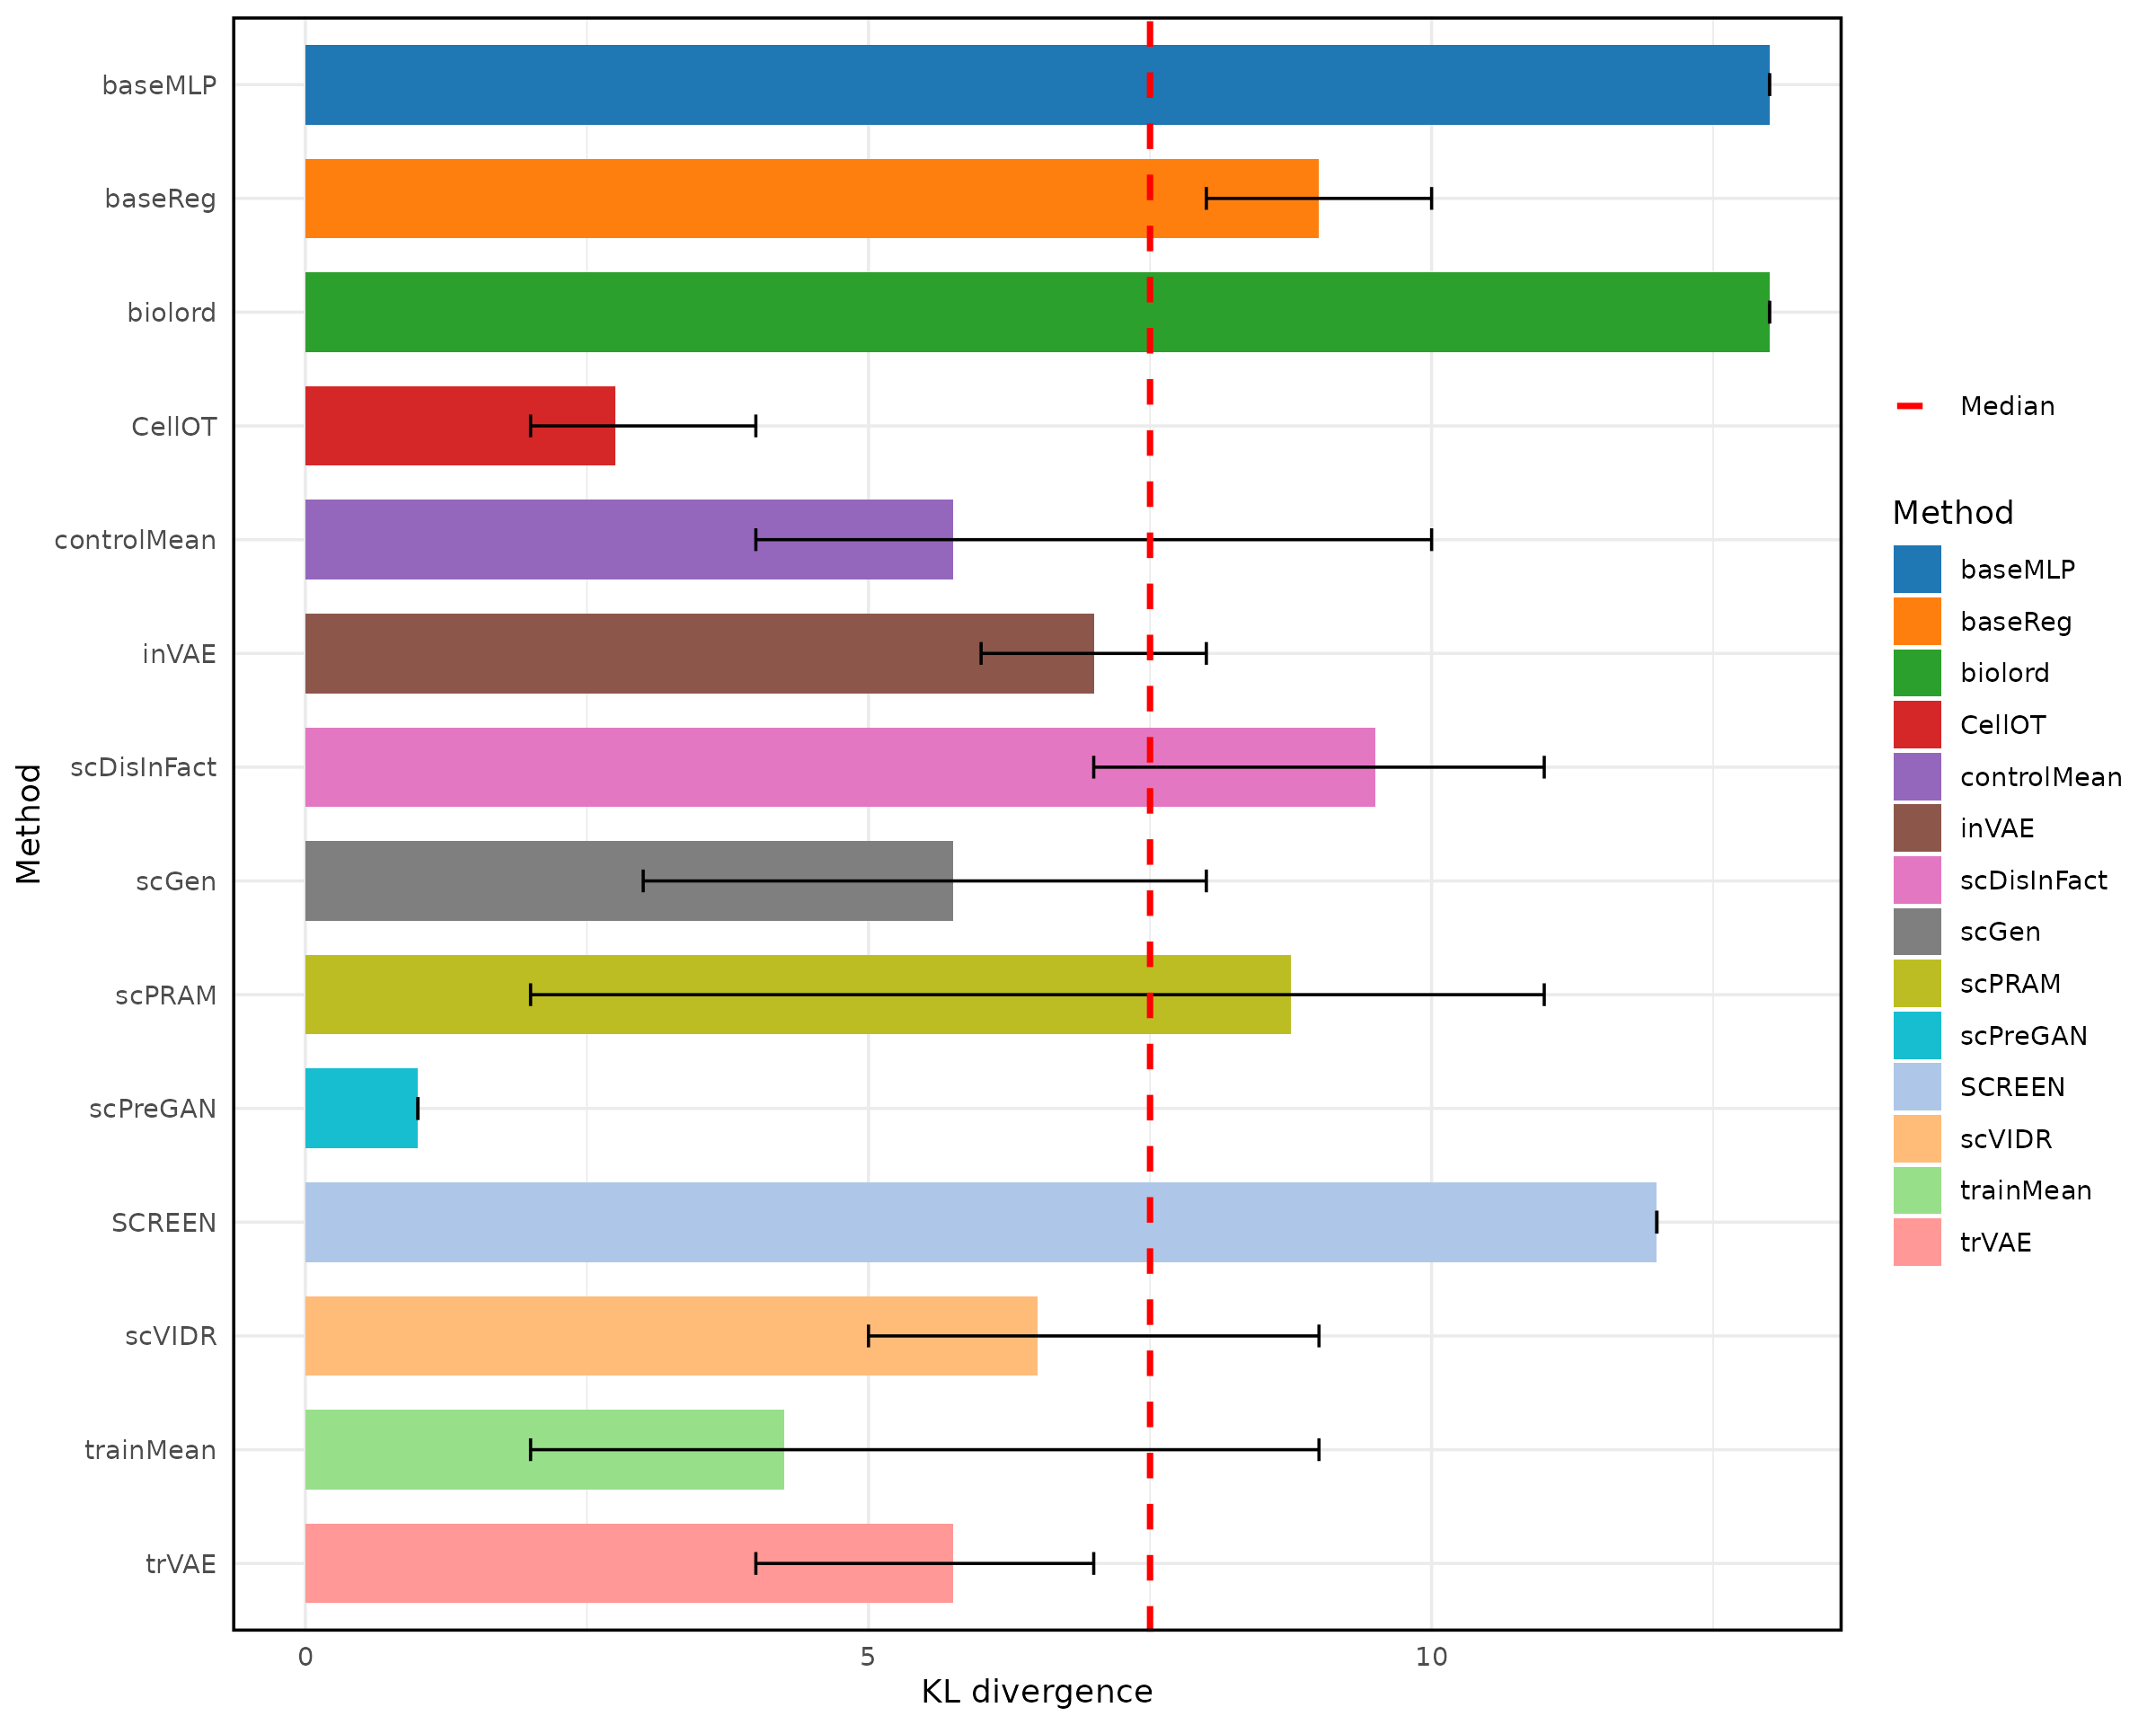 baseMLP
baseReg
biolord
CellOT
controlMean
inVAE
scDisInFact
scGen
scPRAM
scPreGAN
SCREEN
scVIDR
trainMean
trVAE
Method
0 5 10
KL divergence
Median
Method
baseMLP
baseReg
biolord
CellOT
controlMean
inVAE
scDisInFact
scGen
scPRAM
scPreGAN
SCREEN
scVIDR
trainMean
trVAE